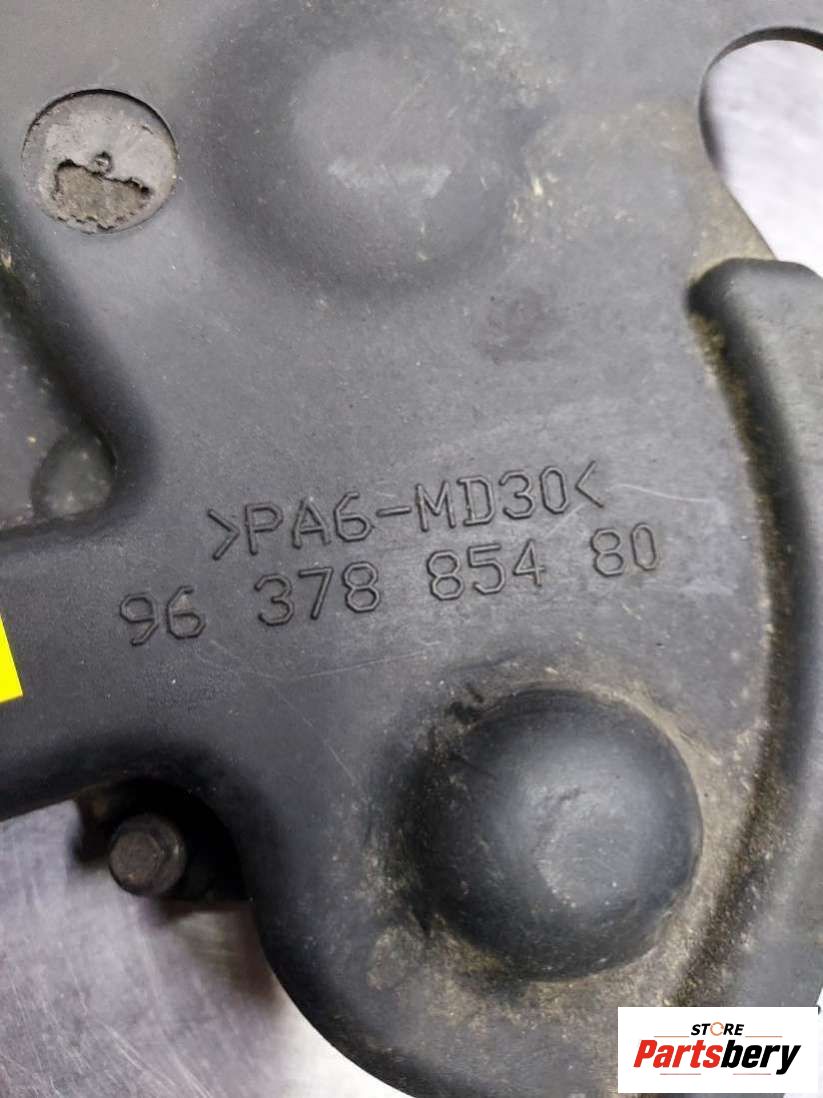 >PA6-MD30<
96 378 854 80
STORE
Partsbery